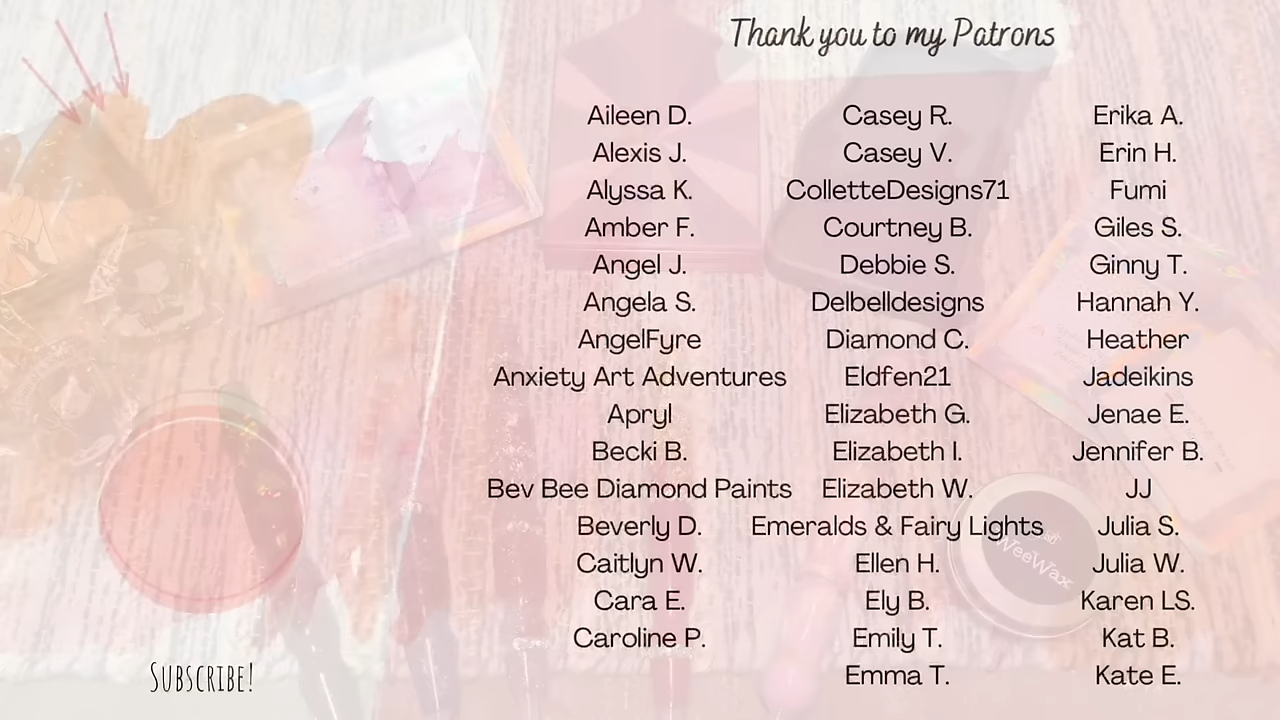 Thank you to my Patrons
Aileen D.
Alexis J.
Alyssa K.
Amber F.
Angel J.
Angela S.
AngelFyre
Anxiety Art Adventures
Apryl
Becki B.
Bev Bee Diamond Paints
Beverly D.
Caitlyn W.
Cara E.
Caroline P.
Casey R.
Casey V.
ColletteDesigns71
Courtney B.
Debbie S.
Delbelldesigns
Diamond C.
Eldfen21
Elizabeth G.
Elizabeth I.
Elizabeth W.
Emeralds & Fairy Lights
Ellen H.
Ely B.
Emily T.
Emma T.
Erika A.
Erin H.
Fumi
Giles S.
Ginny T.
Hannah Y.
Heather
Jadeikins
Jenae E.
Jennifer B.
JJ
Julia S.
Julia W.
Karen LS.
Kat B.
Kate E.
WeeWax
Subscribe!